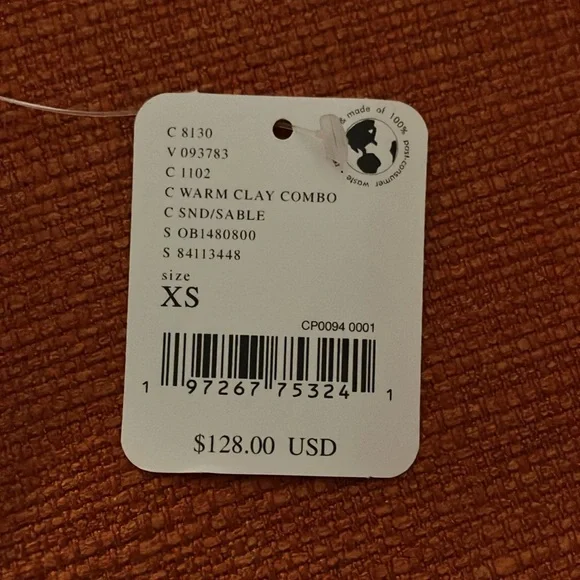 C 8130
V 093783
C 1102
C WARM CLAY COMBO
C SND/SABLE
S OB1480800
S 84113448
size
XS
& made of 100% post-consumer waste •
CP0094 0001
1 97267 75324 1
$128.00 USD